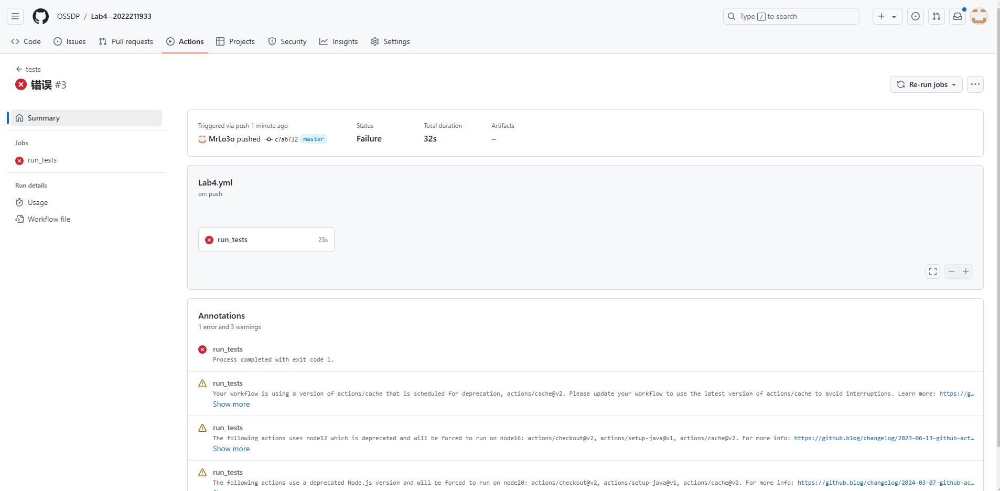 OSSDP / Lab4--2022211933
Type / to search
Code Issues Pull requests Actions Projects Security Insights Settings
tests
错误 #3
Re-run jobs
Summary
Jobs
run_tests
Run details
Usage
Workflow file
Triggered via push 1 minute ago
MrLo3o pushed c7a6732 master
Status
Failure
Total duration
32s
Artifacts
–
Lab4.yml
on: push
run_tests 23s
Annotations
1 error and 3 warnings
run_tests
Process completed with exit code 1.
run_tests
Your workflow is using a version of actions/cache that is scheduled for deprecation, actions/cache@v2. Please update your workflow to use the latest version of actions/cache to avoid interruptions. Learn more: https://g…
Show more
run_tests
The following actions uses node12 which is deprecated and will be forced to run on node16: actions/checkout@v2, actions/setup-java@v1, actions/cache@v2. For more info: https://github.blog/changelog/2023-06-13-github-act…
Show more
run_tests
The following actions use a deprecated Node.js version and will be forced to run on node20: actions/checkout@v2, actions/setup-java@v1, actions/cache@v2. For more info: https://github.blog/changelog/2024-03-07-github-ac…